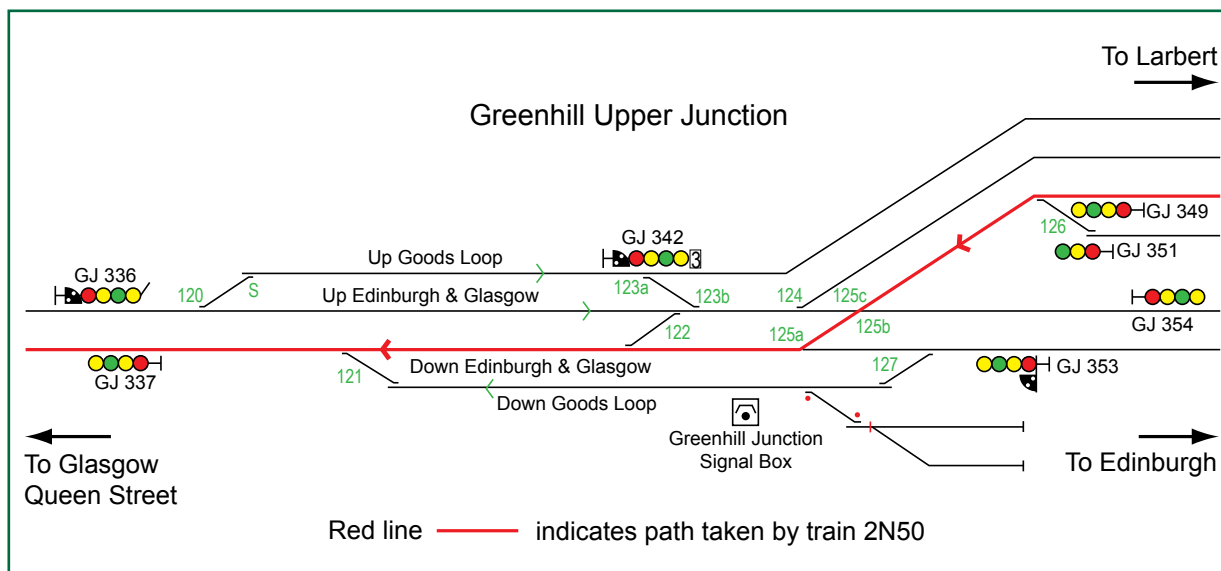 To Larbert
Greenhill Upper Junction
GJ 349
126
GJ 351
Up Goods Loop
GJ 342
3
GJ 336
120
S
Up Edinburgh & Glasgow
123a
123b
124
125c
GJ 354
122
125a
125b
GJ 337
121
Down Edinburgh & Glasgow
127
GJ 353
Down Goods Loop
Greenhill Junction
Signal Box
To Glasgow
Queen Street
To Edinburgh
Red line indicates path taken by train 2N50